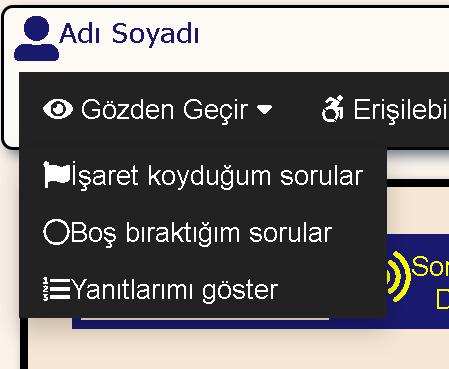 Adı Soyadı
Gözden Geçir
İşaret koyduğum sorular
Boş bıraktığım sorular
Yanıtlarımı göster